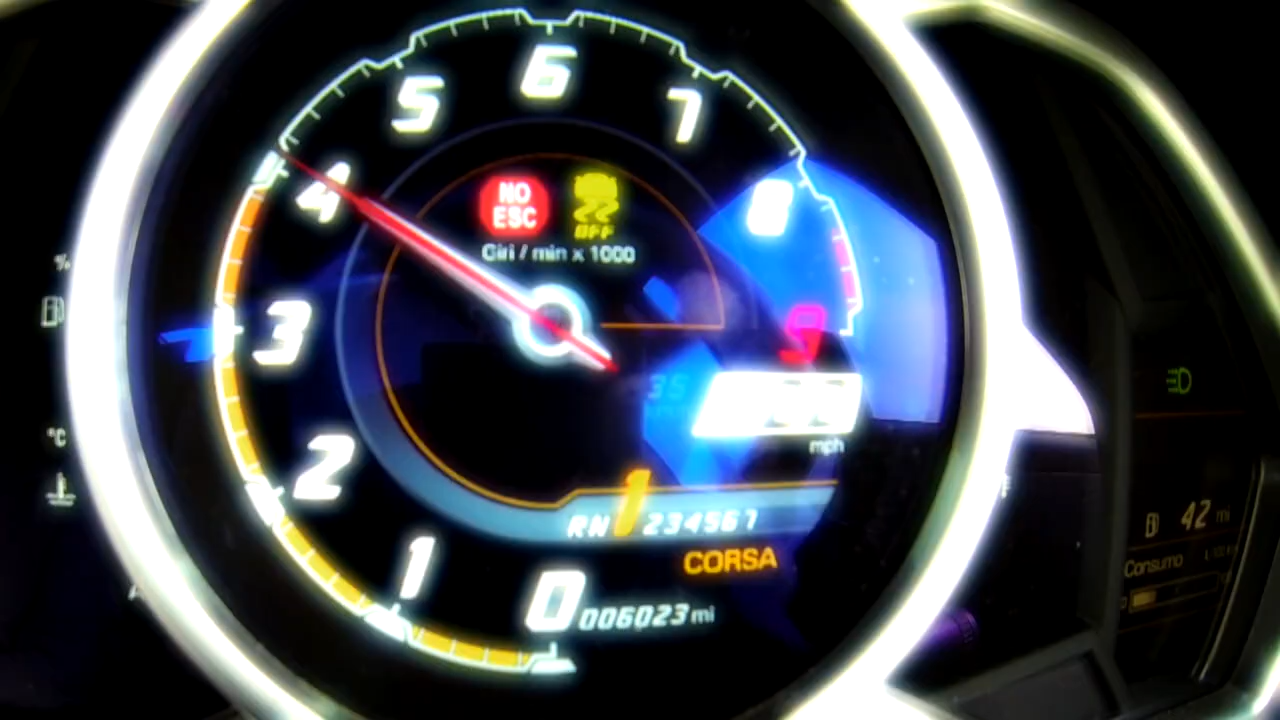 6
5
7
4
8
NO
ESC
OFF
Giri / min x 1000
%
3
9
mph
°C
2
RN 1 234567
CORSA
1
0
006023 mi
42 mi
Consumo